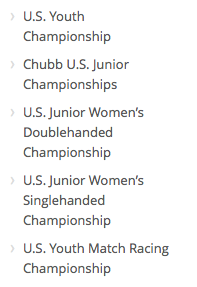 U.S. Youth
Championship
Chubb U.S. Junior
Championships
U.S. Junior Women's
Doublehanded
Championship
U.S. Junior Women's
Singlehanded
Championship
U.S. Youth Match Racing
Championship